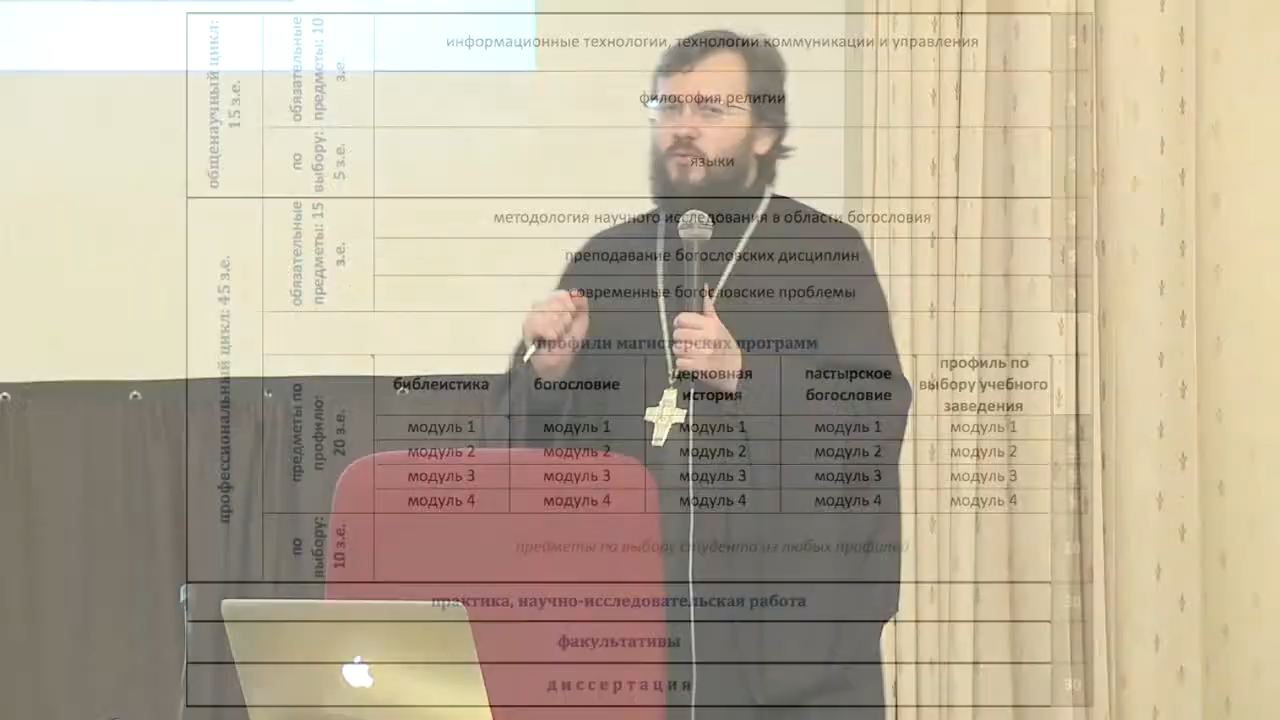 общенаучный цикл:
15 з.е.
обязательные
предметы: 10
з.е.
информационные технологии, технологии коммуникации и управления
философия религии
по
выбору:
5 з.е.
языки
профессиональный цикл: 45 з.е.
обязательные
предметы: 15
з.е.
методология научного исследования в области богословия
преподавание богословских дисциплин
современные богословские проблемы
профили магистерских программ
предметы по
профилю:
20 з.е.
библеистика
богословие
церковная
история
пастырское
богословие
профиль по
выбору учебного
заведения
модуль 1 модуль 1 модуль 1 модуль 1 модуль 1
модуль 2 модуль 2 модуль 2 модуль 2 модуль 2
модуль 3 модуль 3 модуль 3 модуль 3 модуль 3
модуль 4 модуль 4 модуль 4 модуль 4 модуль 4
по
выбору:
10 з.е.
предметы по выбору студента из любых профилей
практика, научно-исследовательская работа
факультативы
диссертация
30